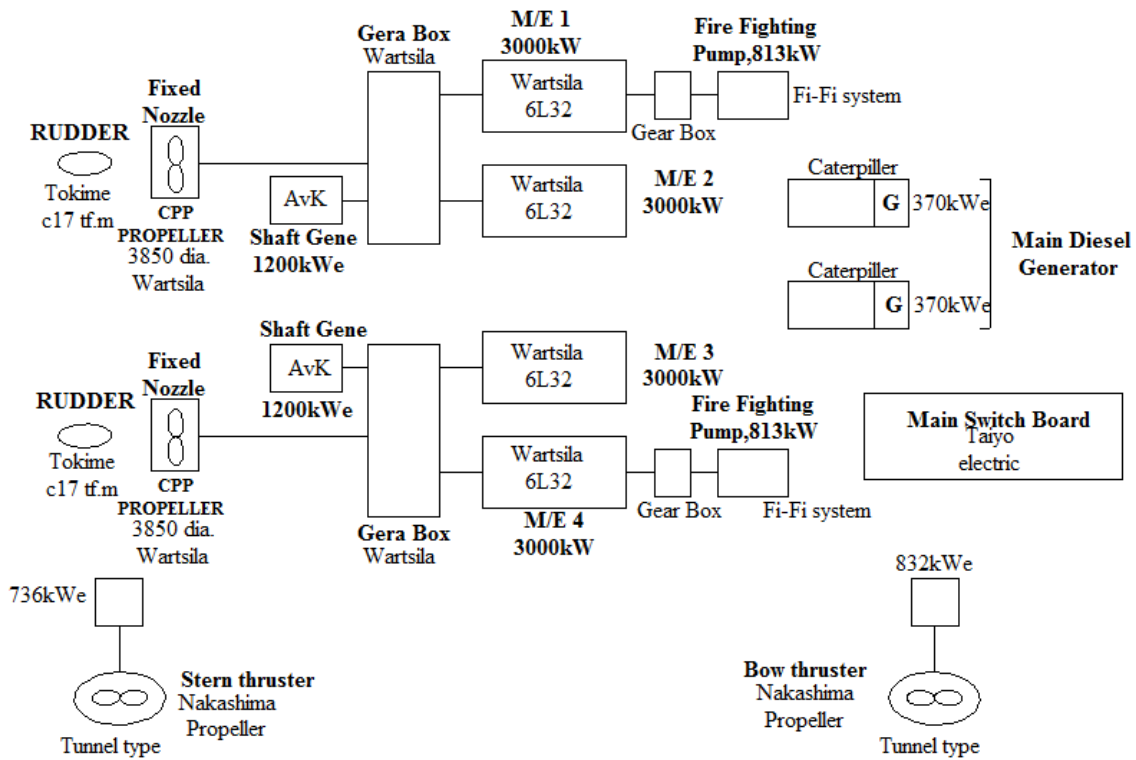 M/E 1
3000kW
Gera Box
Wartsila
Wartsila
6L32
Fire Fighting
Pump,813kW
Fi-Fi system
Gear Box
Fixed
Nozzle
RUDDER
Tokime
c17 tf.m
CPP
PROPELLER
3850 dia.
Wartsila
AvK
Shaft Gene
1200kWe
Wartsila
6L32
M/E 2
3000kW
Caterpiller
G
370kWe
Caterpiller
G
370kWe
Main Diesel
Generator
Shaft Gene
AvK
1200kWe
Wartsila
6L32
M/E 3
3000kW
Fixed
Nozzle
RUDDER
Tokime
c17 tf.m
CPP
PROPELLER
3850 dia.
Wartsila
Gera Box
Wartsila
Wartsila
6L32
M/E 4
3000kW
Fire Fighting
Pump,813kW
Gear Box
Fi-Fi system
Main Switch Board
Taiyo
electric
736kWe
Stern thruster
Nakashima
Propeller
Tunnel type
832kWe
Bow thruster
Nakashima
Propeller
Tunnel type